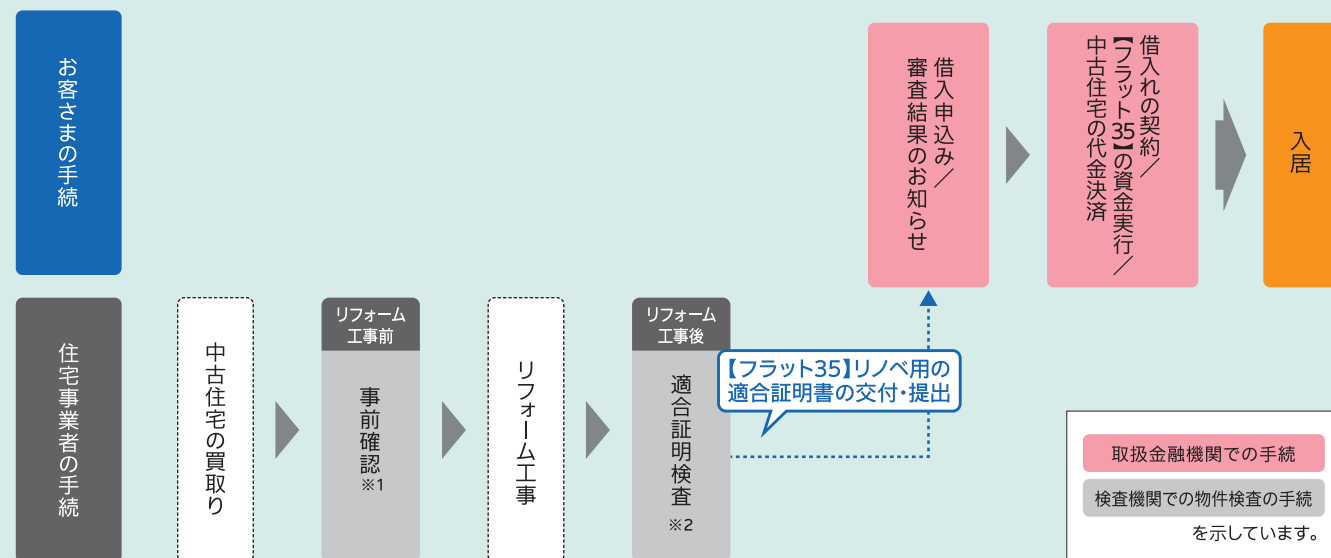 お客さまの手続
借入申込み／
審査結果のお知らせ
借入れの契約／
【フラット35】の資金実行／
中古住宅の代金決済
入居
住宅事業者の手続
中古住宅の買取り
リフォーム
工事前
事前確認
※1
リフォーム工事
リフォーム
工事後
適合証明検査
※2
【フラット35】リノベ用の
適合証明書の交付・提出
取扱金融機関での手続
検査機関での物件検査の手続
を示しています。